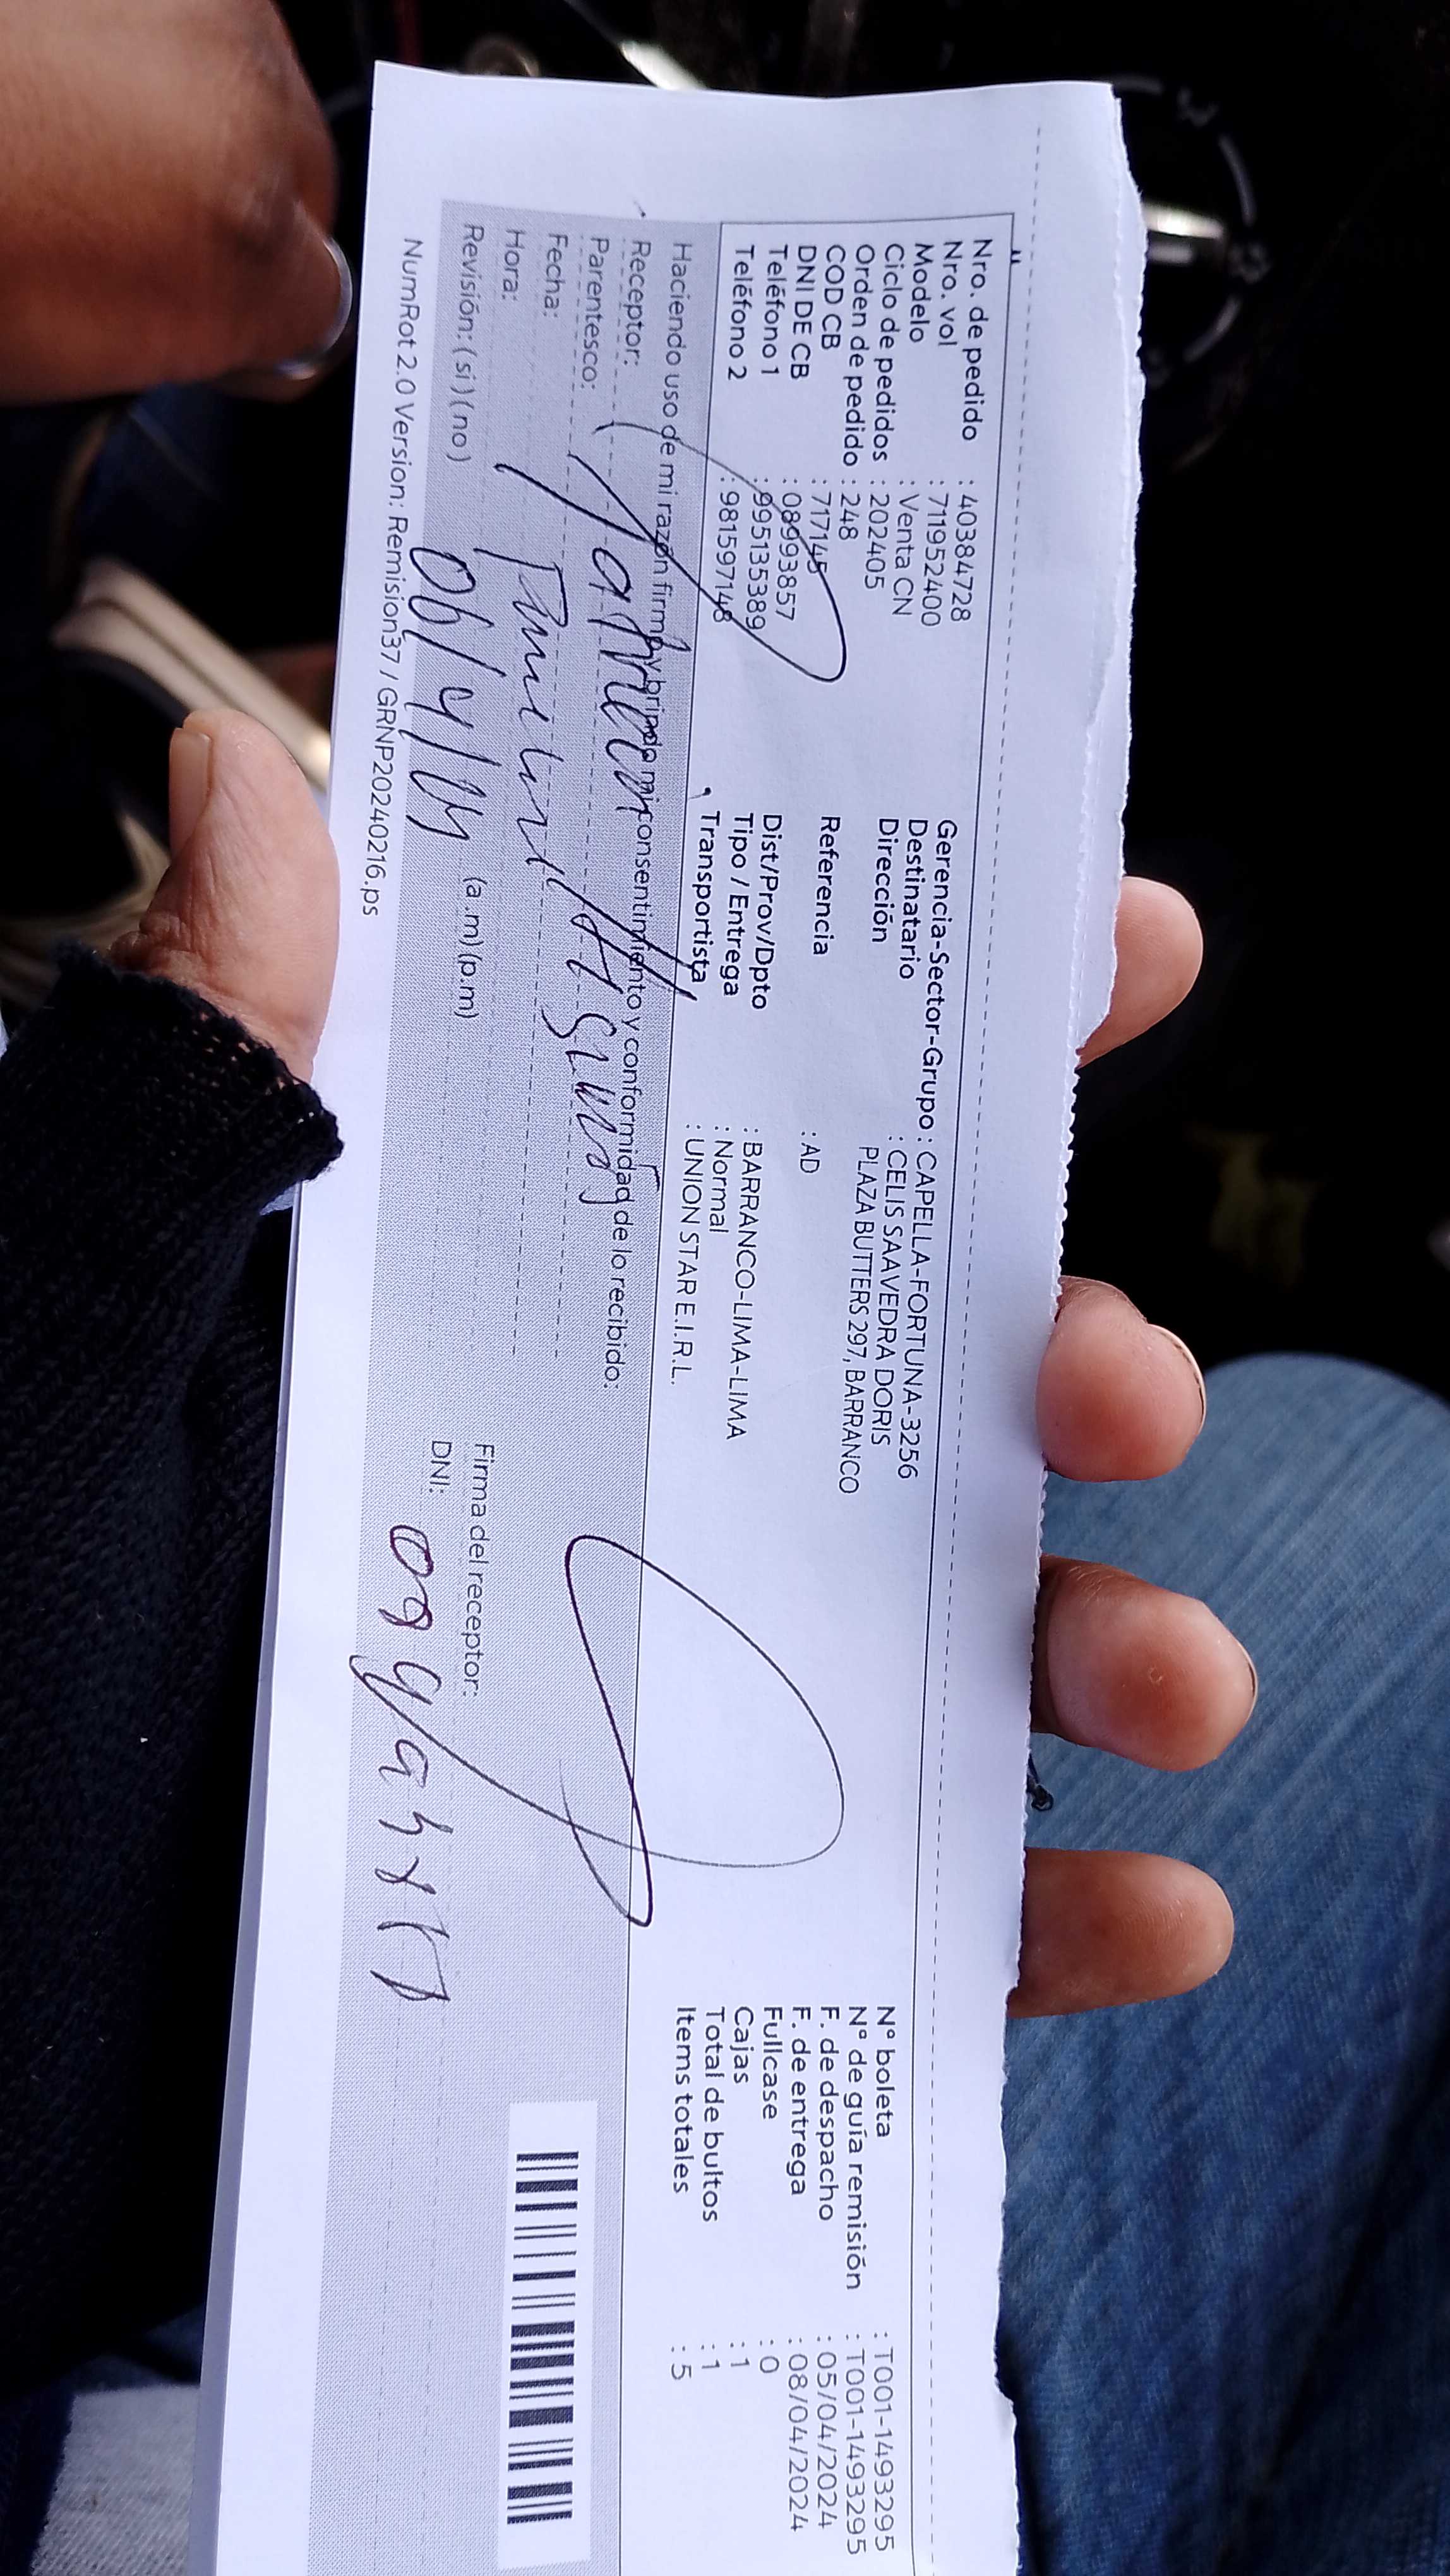 Nro. de pedido : 40384728
Nro. vol : 711952400
Modelo : Venta CN
Ciclo de pedidos : 202405
Orden de pedido : 248
COD CB : 717145
DNI DE CB : 08993857
Teléfono 1 : 995135389
Teléfono 2 : 981597148
Gerencia-Sector-Grupo : CAPELLA-FORTUNA-3256
Destinatario : CELIS SAAVEDRA DORIS
Dirección PLAZA BUTTERS 297, BARRANCO
Referencia : AD
Dist/Prov/Dpto : BARRANCO-LIMA-LIMA
Tipo / Entrega : Normal
Transportista : UNION STAR E.I.R.L.
N° boleta : T001-1493295
N° de guía remisión : T001-1493295
F. de despacho : 05/04/2024
F. de entrega : 08/04/2024
Fullcase : 0
Cajas : 1
Total de bultos : 1
Items totales : 5
Haciendo uso de mi razón firmo y brindo mi consentimiento y conformidad de lo recibido:
Receptor:
Parentesco:
Fecha:
Hora: (a .m) (p.m)
Revisión: (si ) ( no )
Firma del receptor:
DNI:
NumRot 2.0 Version: Remision37 / GRNP20240216.ps